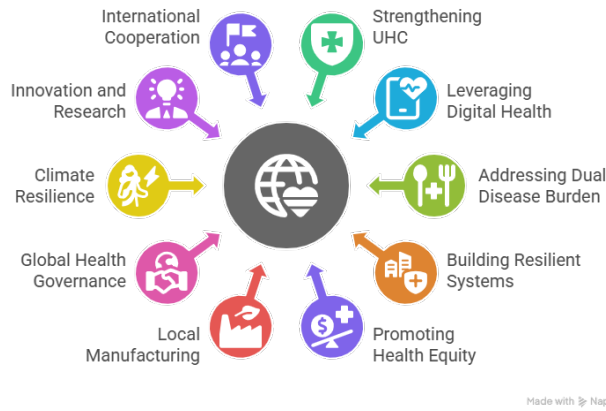 International
Cooperation
Strengthening
UHC
Innovation and
Research
Leveraging
Digital Health
Climate
Resilience
Addressing Dual
Disease Burden
Global Health
Governance
Building Resilient
Systems
Local
Manufacturing
Promoting
Health Equity
Made with